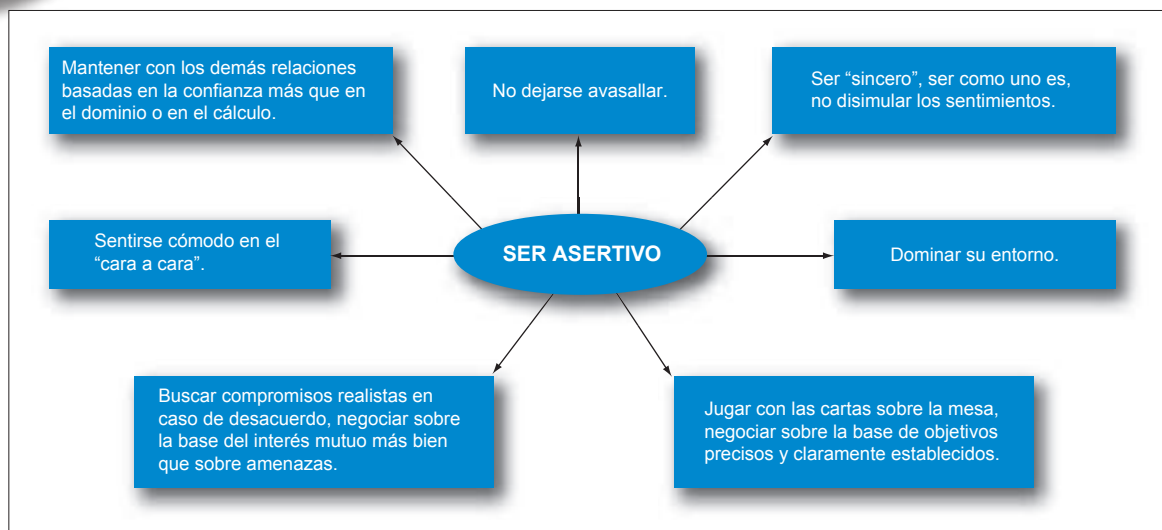 Mantener con los demás relaciones
basadas en la confianza más que en
el dominio o en el cálculo.
No dejarse avasallar.
Ser “sincero”, ser como uno es,
no disimular los sentimientos.
Sentirse cómodo en el
“cara a cara”.
SER ASERTIVO
Dominar su entorno.
Buscar compromisos realistas en
caso de desacuerdo, negociar sobre
la base del interés mutuo más bien
que sobre amenazas.
Jugar con las cartas sobre la mesa,
negociar sobre la base de objetivos
precisos y claramente establecidos.